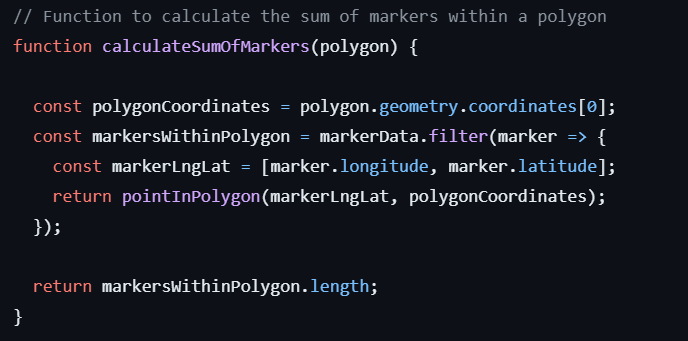 // Function to calculate the sum of markers within a polygon
function calculateSumOfMarkers(polygon) {
  const polygonCoordinates = polygon.geometry.coordinates[0];
  const markersWithinPolygon = markerData.filter(marker => {
    const markerLngLat = [marker.longitude, marker.latitude];
    return pointInPolygon(markerLngLat, polygonCoordinates);
  });
  return markersWithinPolygon.length;
}